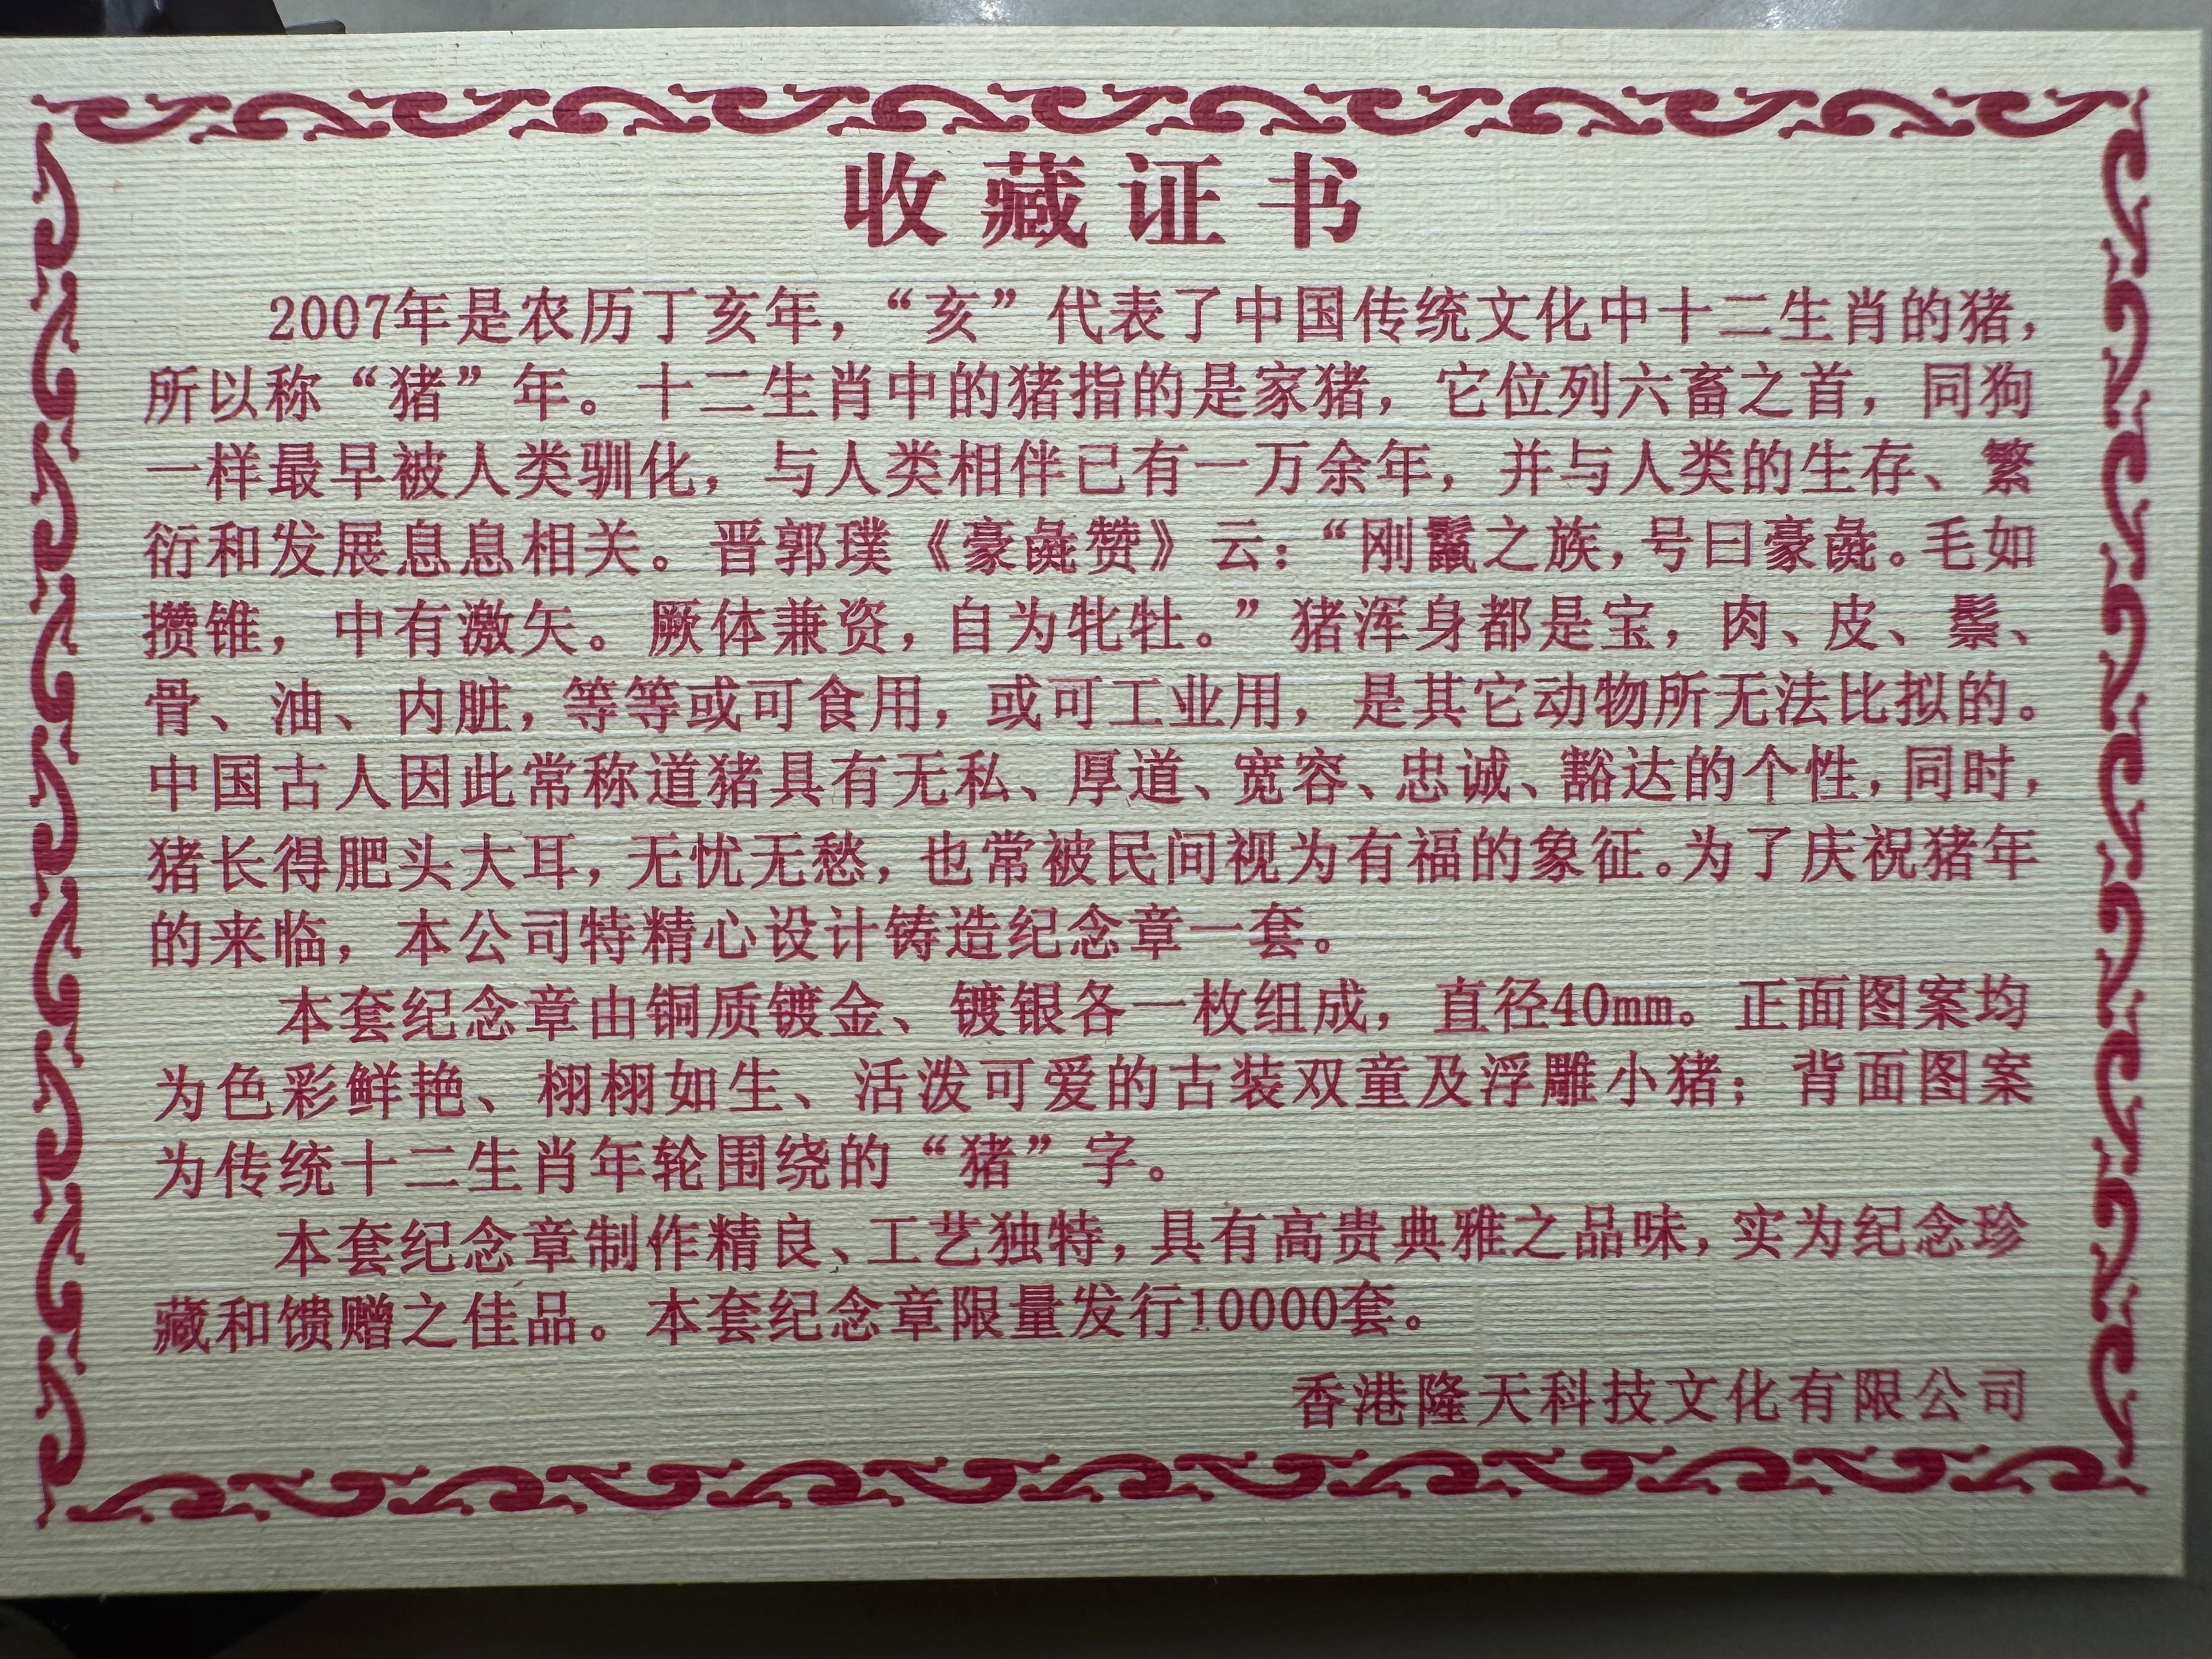 收藏证书
2007年是农历丁亥年，“亥”代表了中国传统文化中十二生肖的猪，
所以称“猪”年。十二生肖中的猪指的是家猪，它位列六畜之首，同狗
一样最早被人类驯化，与人类相伴已有一万余年，并与人类的生存、繁
衍和发展息息相关。晋郭璞《豪彘赞》云：“刚鬣之族，号曰豪彘。毛如
攒锥，中有激矢。厥体兼资，自为牝牡。”猪浑身都是宝，肉、皮、鬃、
骨、油、内脏，等等或可食用，或可工业用，是其它动物所无法比拟的。
中国古人因此常称道猪具有无私、厚道、宽容、忠诚、豁达的个性，同时，
猪长得肥头大耳，无忧无愁，也常被民间视为有福的象征。为了庆祝猪年
的来临，本公司特精心设计铸造纪念章一套。
本套纪念章由铜质镀金、镀银各一枚组成，直径40mm。正面图案均
为色彩鲜艳、栩栩如生、活泼可爱的古装双童及浮雕小猪；背面图案
为传统十二生肖年轮围绕的“猪”字。
本套纪念章制作精良、工艺独特，具有高贵典雅之品味，实为纪念珍
藏和馈赠之佳品。本套纪念章限量发行10000套。
香港隆天科技文化有限公司